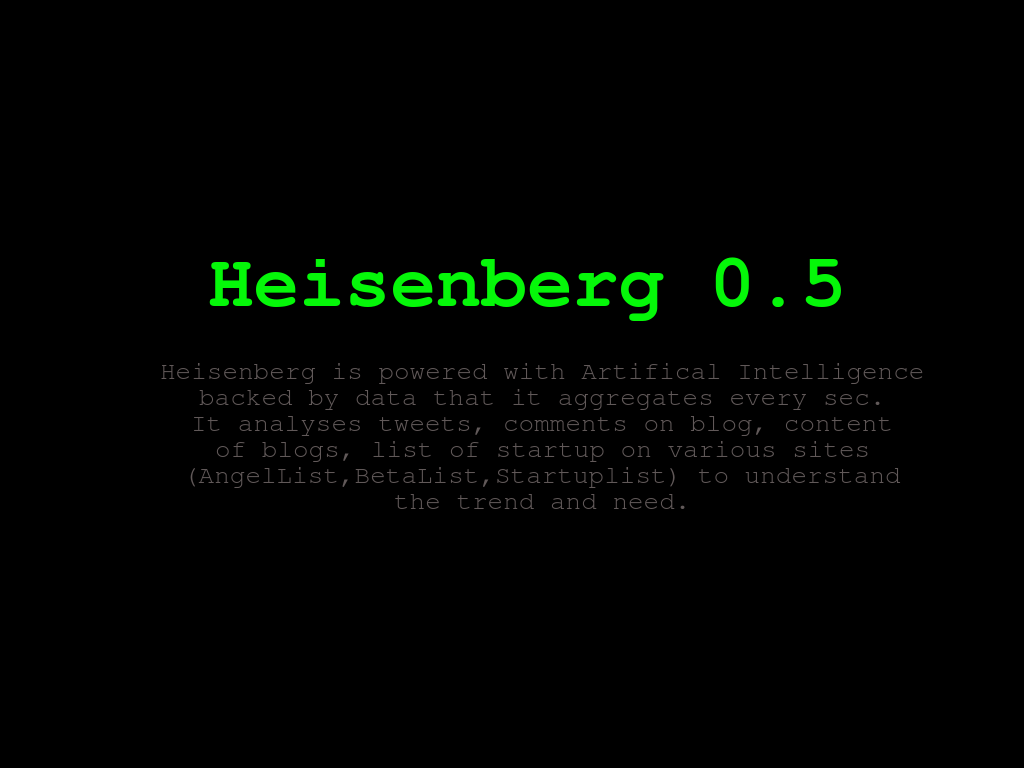 Heisenberg 0.5
Heisenberg is powered with Artifical Intelligence
backed by data that it aggregates every sec.
It analyses tweets, comments on blog, content
of blogs, list of startup on various sites
(AngelList,BetaList,Startuplist) to understand
the trend and need.